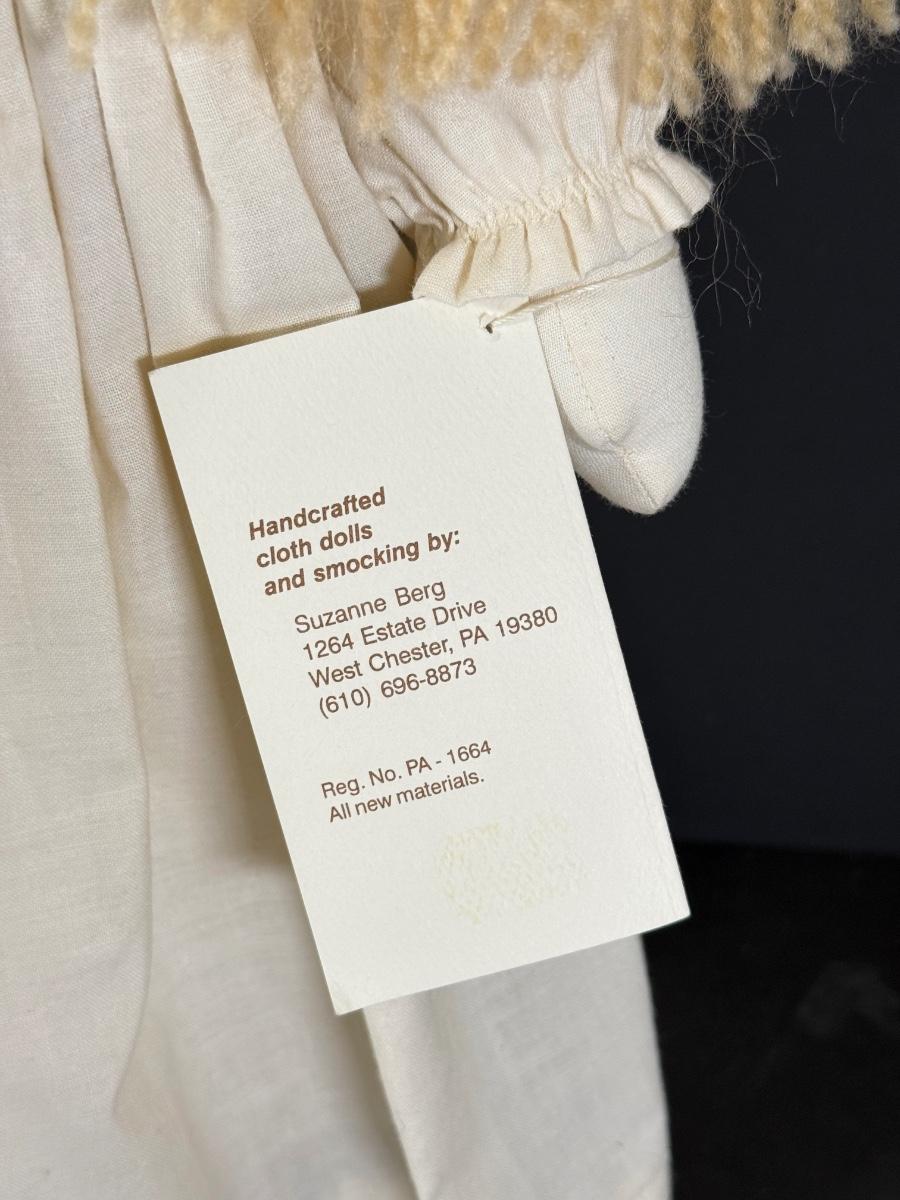 Handcrafted
cloth dolls
and smocking by:
Suzanne Berg
1264 Estate Drive
West Chester, PA 19380
(610) 696-8873
Reg. No. PA - 1664
All new materials.